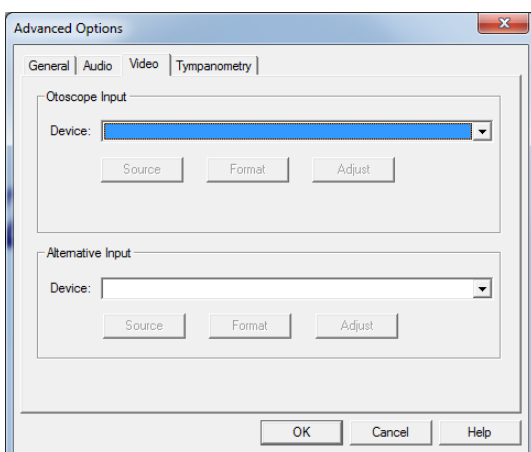 Advanced Options
General Audio Video Tympanometry
Otoscope Input
Device:
Source Format Adjust
Alternative Input
Device:
Source Format Adjust
OK Cancel Help